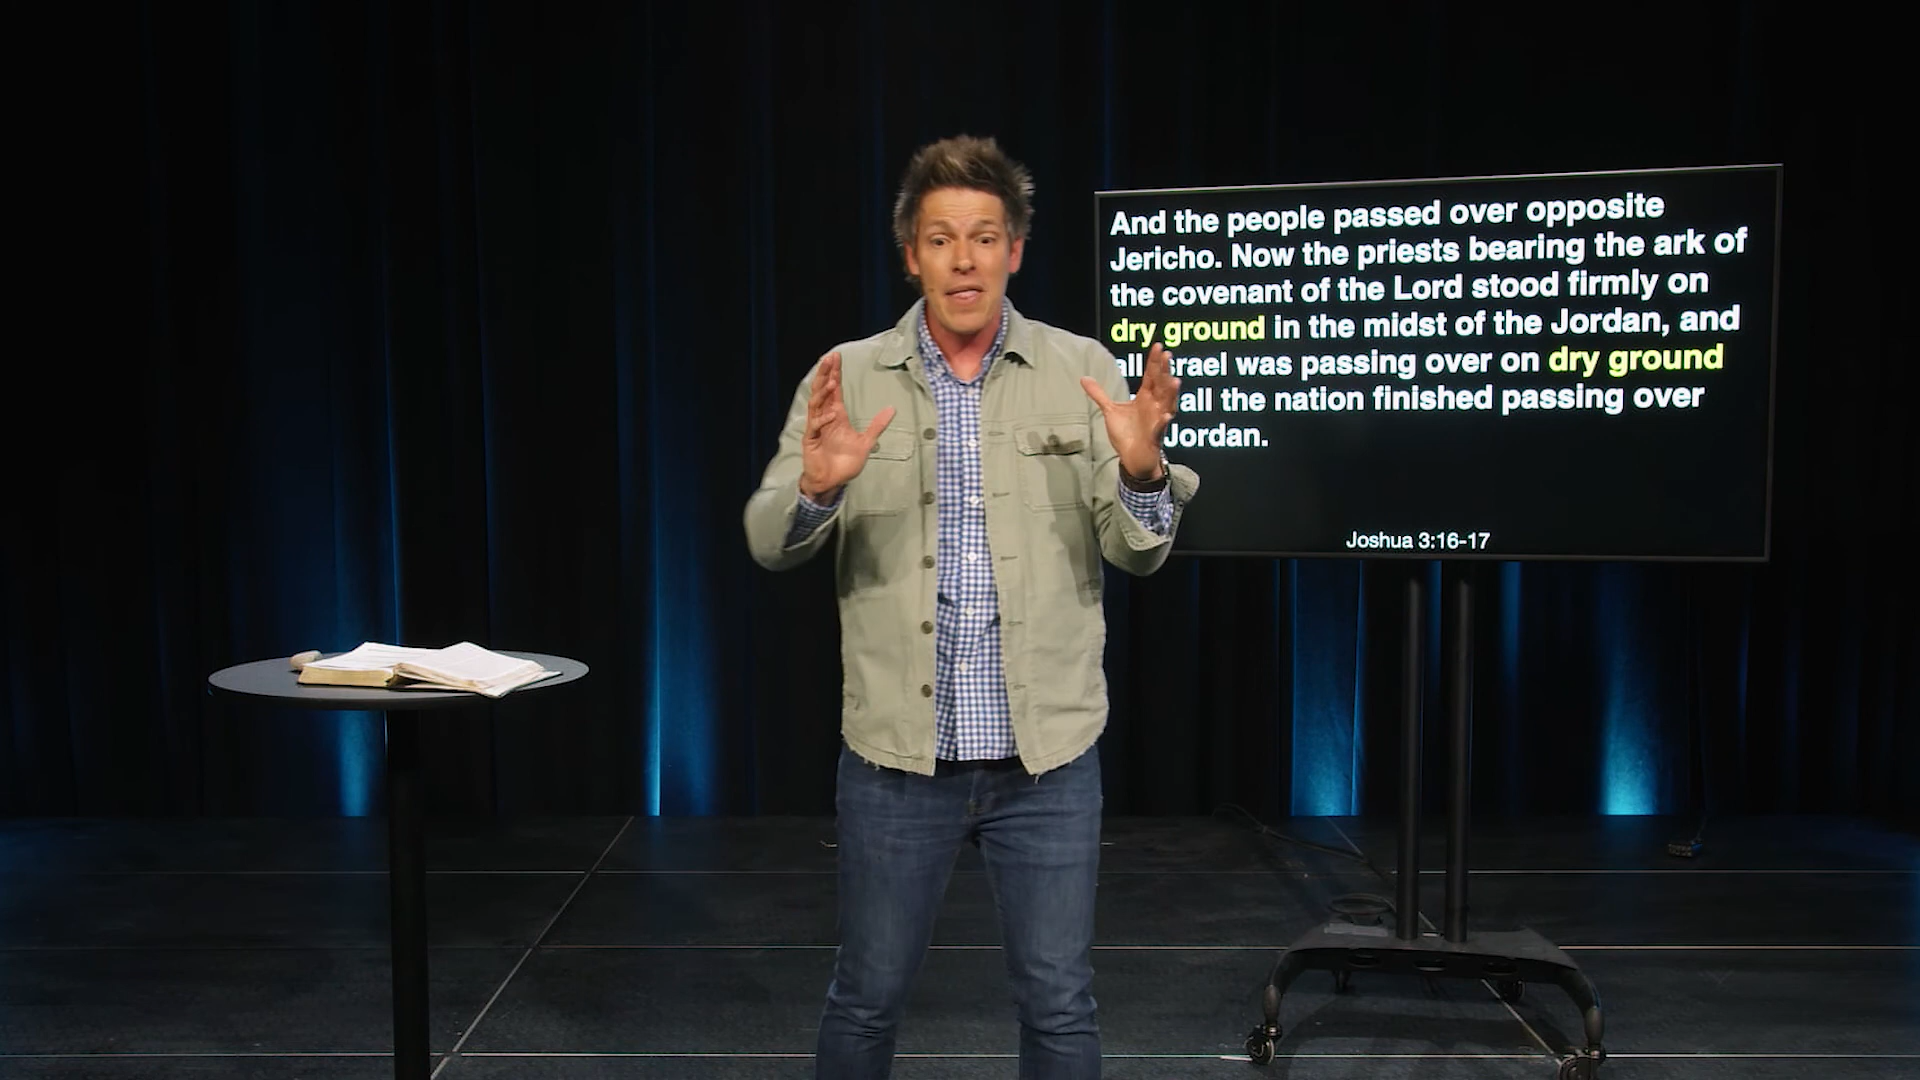 And the people passed over opposite
Jericho. Now the priests bearing the ark of
the covenant of the Lord stood firmly on
dry ground in the midst of the Jordan, and
all Israel was passing over on dry ground
all the nation finished passing over
Jordan.
Joshua 3:16-17